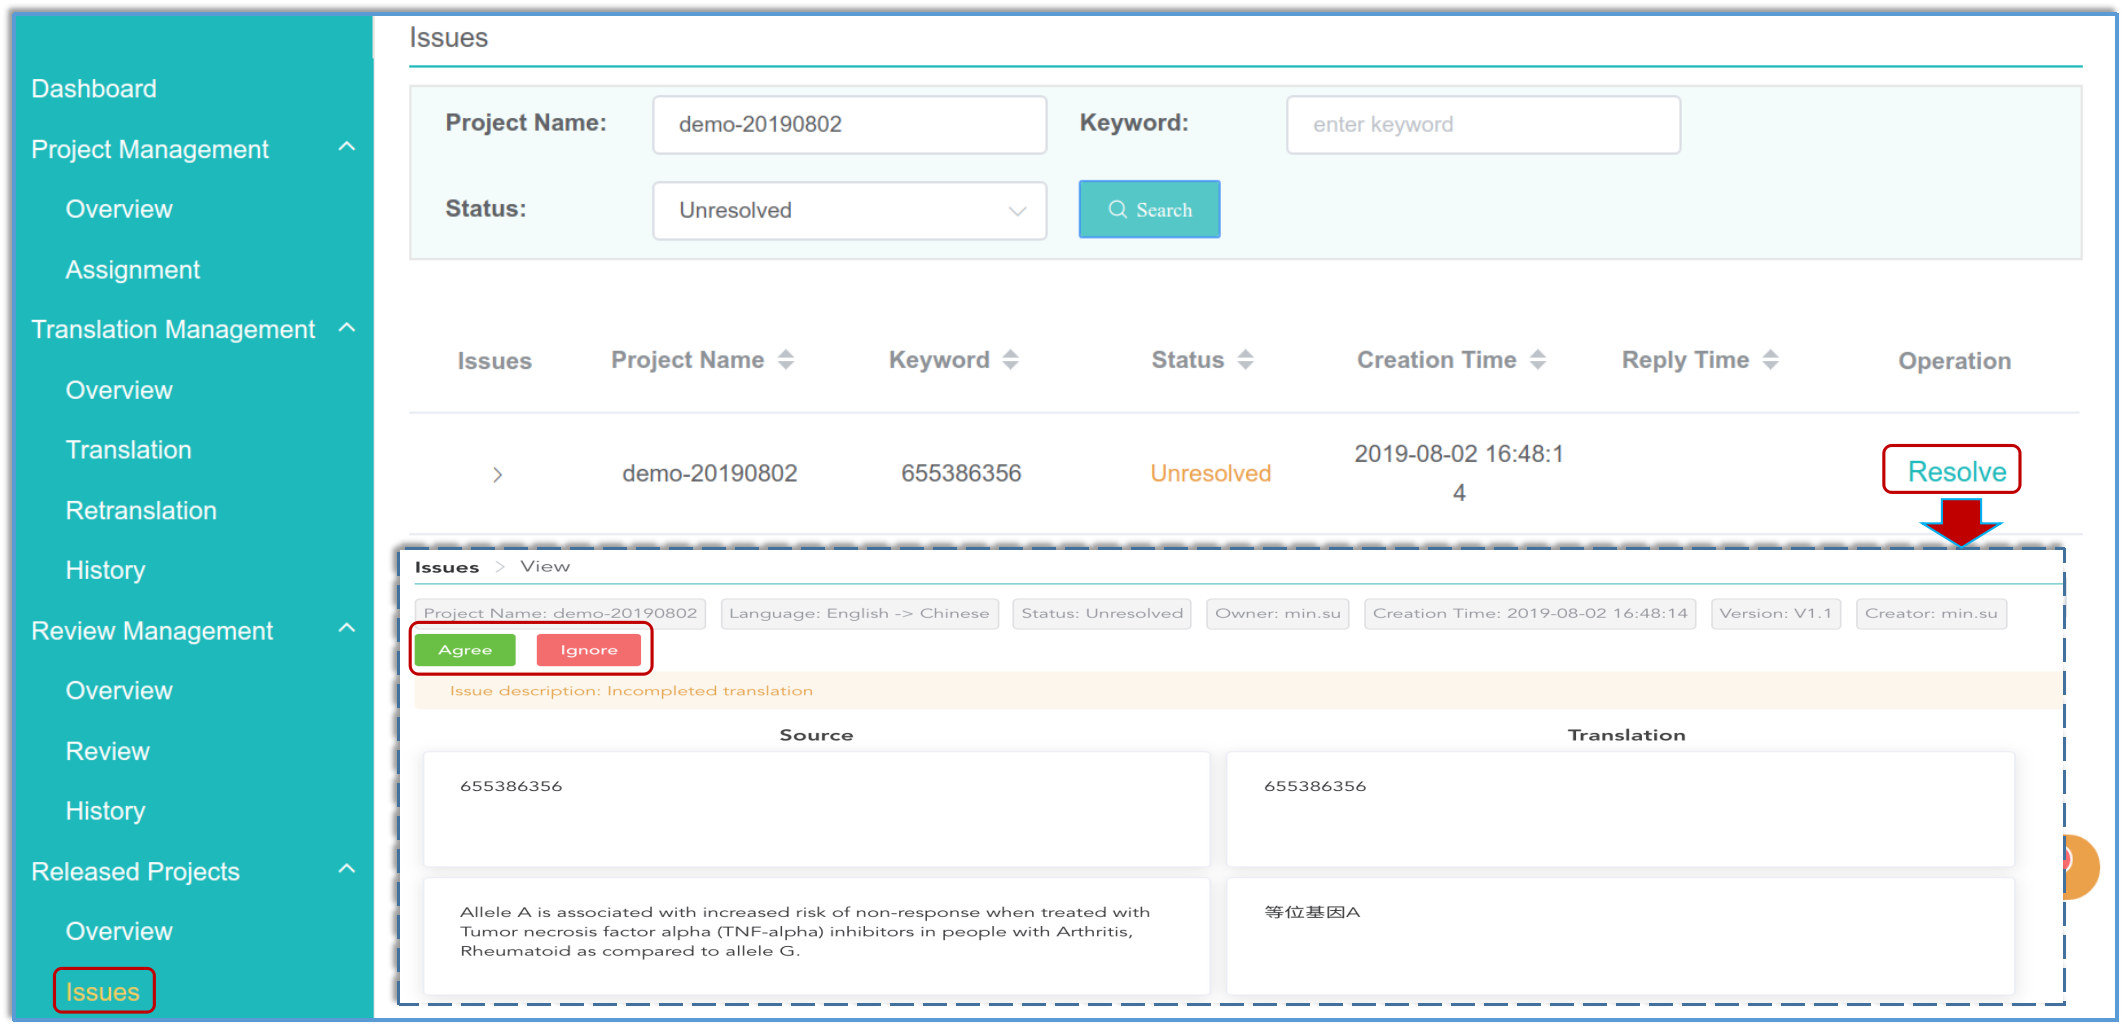 Dashboard
Project Management
Overview
Assignment
Translation Management
Overview
Translation
Retranslation
History
Review Management
Overview
Review
History
Released Projects
Overview
Issues
Issues
Project Name: demo-20190802 Keyword: enter keyword
Status: Unresolved Search
Issues Project Name Keyword Status Creation Time Reply Time Operation
demo-20190802 655386356 Unresolved 2019-08-02 16:48:1 Resolve
4
Issues > View
Project Name: demo-20190802 Language: English -> Chinese Status: Unresolved Owner: min.su Creation Time: 2019-08-02 16:48:14 Version: V1.1 Creator: min.su
Agree Ignore
Issue description: Incompleted translation
Source Translation
655386356 655386356
Allele A is associated with increased risk of non-response when treated with 等位基因A
Tumor necrosis factor alpha (TNF-alpha) inhibitors in people with Arthritis,
Rheumatoid as compared to allele G.